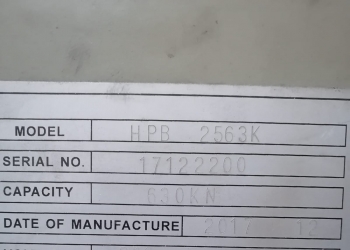 MODEL HPB 2563K
SERIAL NO. 17122200
CAPACITY 630KN
DATE OF MANUFACTURE 2017 12